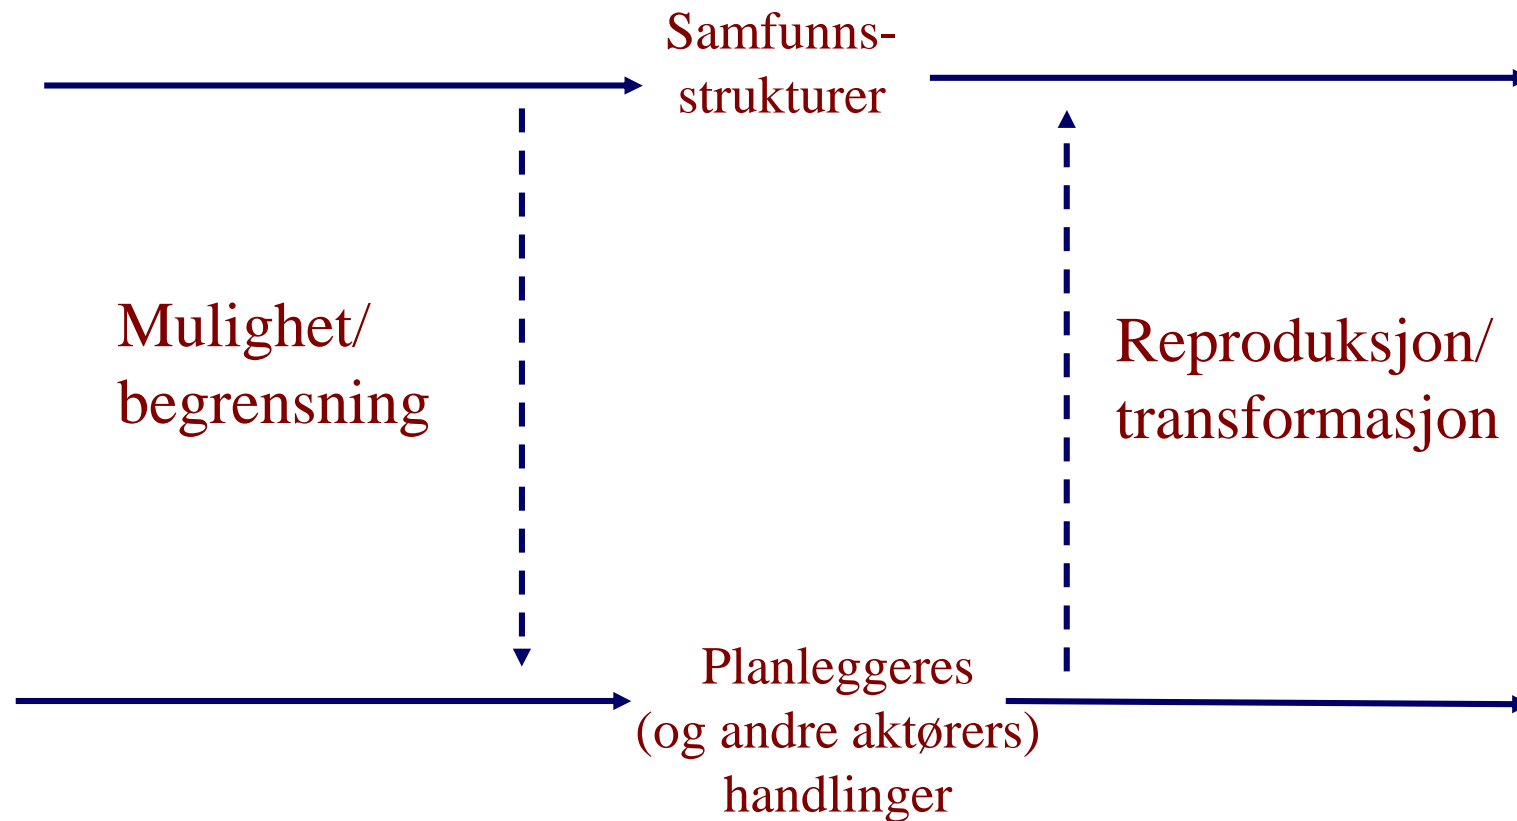 Samfunns-
strukturer
Mulighet/
begrensning
Reproduksjon/
transformasjon
Planleggeres
(og andre aktørers)
handlinger